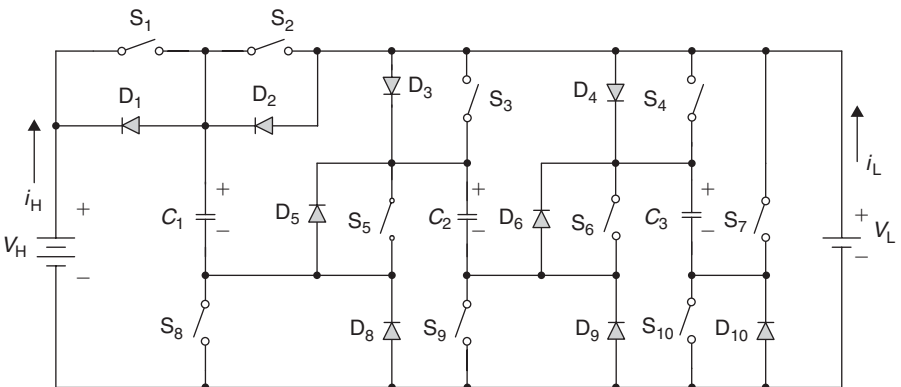 S1 S2
D1 D2 D3 S3 D4 S4
iH iL
+ + + +
VH C1 D5 S5 C2 D6 S6 C3 S7 + VL
− − − − −
S8 D8 S9 D9 S10 D10